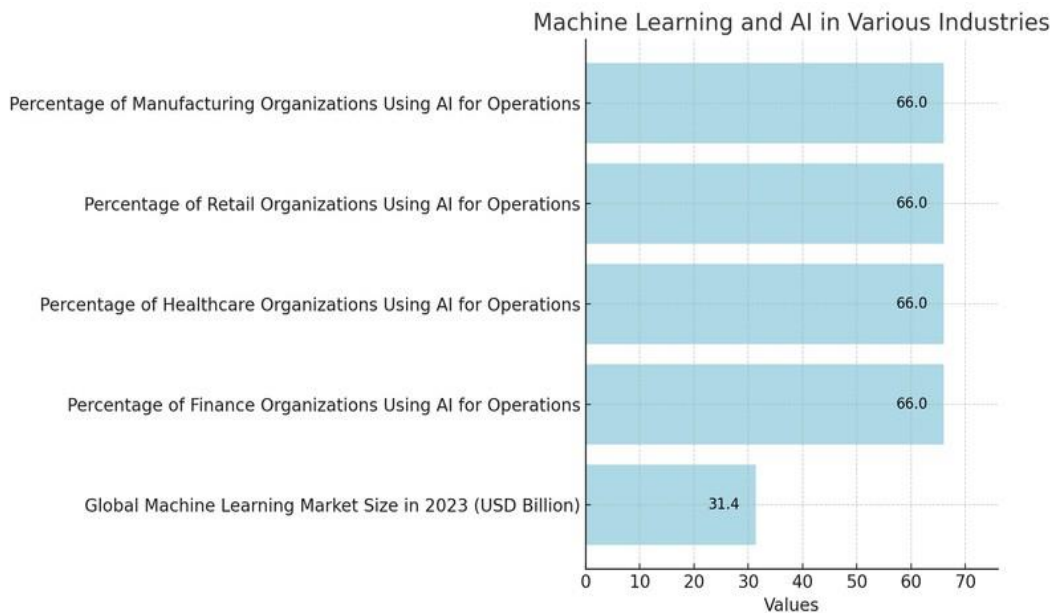 Machine Learning and AI in Various Industries
Percentage of Manufacturing Organizations Using AI for Operations
66.0
Percentage of Retail Organizations Using AI for Operations
66.0
Percentage of Healthcare Organizations Using AI for Operations
66.0
Percentage of Finance Organizations Using AI for Operations
66.0
Global Machine Learning Market Size in 2023 (USD Billion)
31.4
0 10 20 30 40 50 60 70
Values